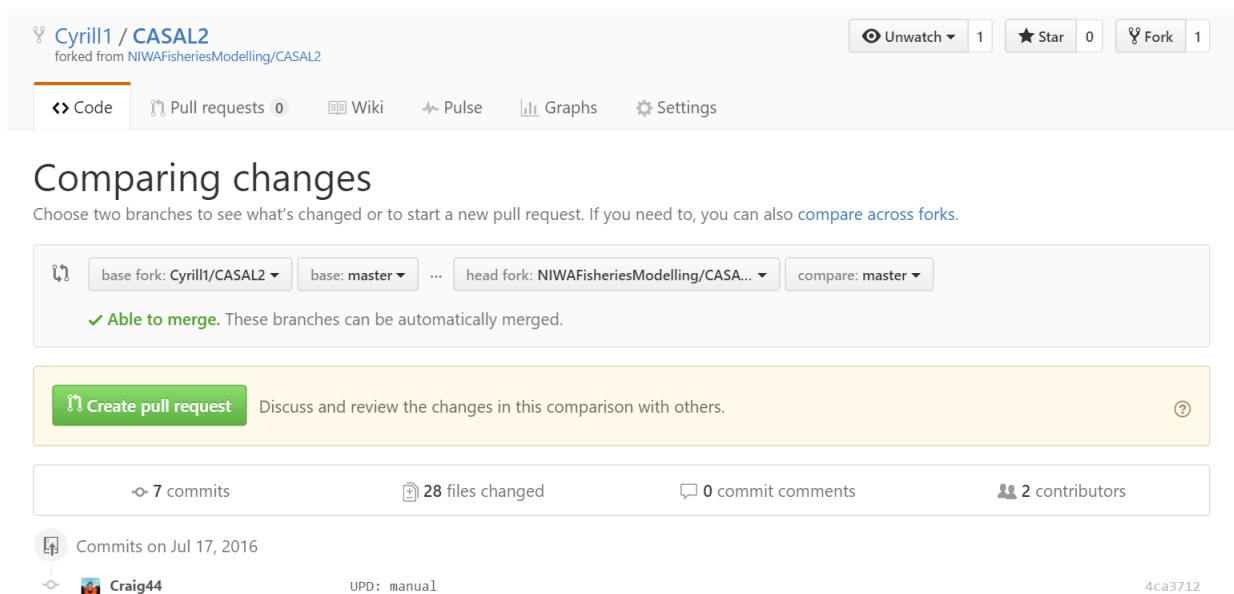 Cyrill1 / CASAL2
forked from NIWAFisheriesModelling/CASAL2
Unwatch 1 Star 0 Fork 1
Code Pull requests 0 Wiki Pulse Graphs Settings
Comparing changes
Choose two branches to see what's changed or to start a new pull request. If you need to, you can also compare across forks.
base fork: Cyrill1/CASAL2 base: master ... head fork: NIWAFisheriesModelling/CASA... compare: master
Able to merge. These branches can be automatically merged.
Create pull request Discuss and review the changes in this comparison with others.
7 commits 28 files changed 0 commit comments 2 contributors
Commits on Jul 17, 2016
Craig44 UPD: manual 4ca3712